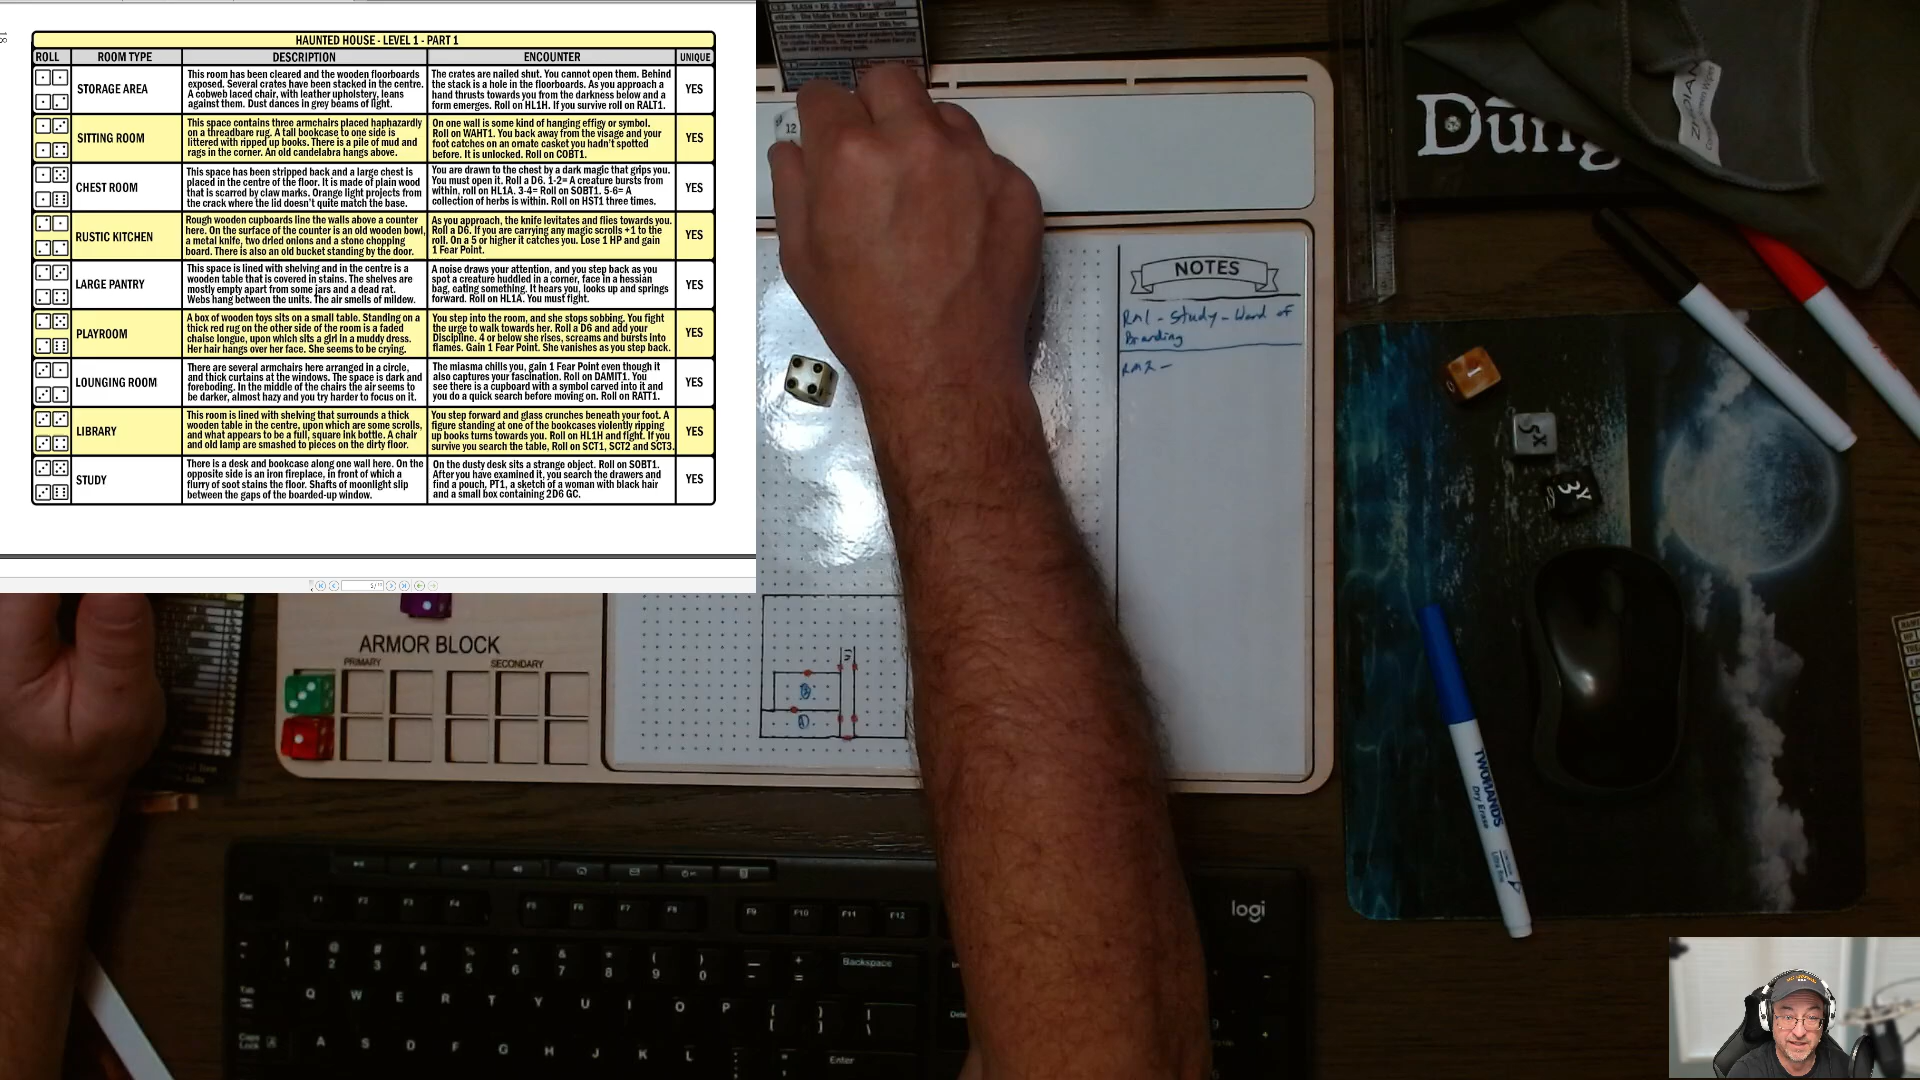 HAUNTED HOUSE - LEVEL 1 - PART 1
ROLL ROOM TYPE DESCRIPTION ENCOUNTER UNIQUE
STORAGE AREA
This room has been cleared and the wooden floorboards
exposed. Several crates have been stacked in the centre.
A cobweb laced chair, with leather upholstery, leans
against them. Dust dances in grey beams of light.
The crates are nailed shut. You cannot open them. Behind
the stack is a hole in the floorboards. As you approach a
hand thrusts towards you from the darkness below and a
form emerges. Roll on HL1H. If you survive roll on RALT1.
YES
SITTING ROOM
This space contains three armchairs placed haphazardly
on a threadbare rug. A tall bookcase to one side is
littered with ripped up books. There is a pile of mud and
rags in the corner. An old candelabra hangs above.
On one wall is some kind of hanging effigy or symbol.
Roll on WAHT1. You back away from the visage and your
foot catches on an ornate casket you hadn't spotted
before. It is unlocked. Roll on COBT1.
YES
CHEST ROOM
This space has been stripped back and a large chest is
placed in the centre of the floor. It is made of plain wood
that is scarred by claw marks. Orange light projects from
the crack where the lid doesn't quite match the base.
You are drawn to the chest by a dark magic that grips you.
You must open it. Roll a D6. 1-2= A creature bursts from
within, roll on HL1A. 3-4= Roll on SOBT1. 5-6= A
collection of herbs is within. Roll on HST1 three times.
YES
RUSTIC KITCHEN
Rough wooden cupboards line the walls above a counter
here. On the surface of the counter is an old wooden bowl,
a metal knife, two dried onions and a stone chopping
board. There is also an old bucket standing by the door.
As you approach, the knife levitates and flies towards you.
Roll a D6. If you are carrying any magic scrolls +1 to the
roll. On a 5 or higher it catches you. Lose 1 HP and gain
1 Fear Point.
YES
LARGE PANTRY
This space is lined with shelving and in the centre is a
wooden table that is covered in stains. The shelves are
mostly empty apart from some jars and a dead rat.
Webs hang between the units. The air smells of mildew.
A noise draws your attention, and you step back as you
spot a creature huddled in a corner, face in a hessian
bag, eating something. It hears you, looks up and springs
forward. Roll on HL1A. You must fight.
YES
PLAYROOM
A box of wooden toys sits on a small table. Standing on a
thick red rug on the other side of the room is a faded
chaise longue, upon which sits a girl in a muddy dress.
Her hair hangs over her face. She seems to be crying.
You step into the room, and she stops sobbing. You fight
the urge to walk towards her. Roll a D6 and add your
Discipline. 4 or below she rises, screams and bursts into
flames. Gain 1 Fear Point. She vanishes as you step back.
YES
LOUNGING ROOM
There are several armchairs here arranged in a circle,
and thick curtains at the windows. The space is dark and
foreboding. In the middle of the chairs the air seems to
be darker, almost hazy and you try harder to focus on it.
The miasma chills you, gain 1 Fear Point even though it
also captures your fascination. Roll on DAMIT1. You
see there is a cupboard with a symbol carved into it and
you do a quick search before moving on. Roll on RATT1.
YES
LIBRARY
This room is lined with shelving that surrounds a thick
wooden table in the centre, upon which are some scrolls,
and what appears to be a full, square ink bottle. A chair
and old lamp are smashed to pieces on the dirty floor.
You step forward and glass crunches beneath your foot. A
figure standing at one of the bookcases violently ripping
up books turns towards you. Roll on HL1H and fight. If you
survive you search the table, Roll on SCT1, SCT2 and SCT3.
YES
STUDY
There is a desk and bookcase along one wall here. On the
opposite side is an iron fireplace, in front of which a
flurry of soot stains the floor. Shafts of moonlight slip
between the gaps of the boarded-up window.
On the dusty desk sits a strange object. Roll on SOBT1.
After you have examined it, you search the drawers and
find a pouch, PT1, a sketch of a woman with black hair
and a small box containing 2D6 GC.
YES
18
12
NOTES
RM1 - Study - Word of
Branding
RM2 -
Dung
1
ARMOR BLOCK
PRIMARY SECONDARY
TWOHANDS
Dry Erase
logi
Esc F1 F2 F3 F4 F5 F6 F7 F8 F9 F10 F11 F12
1 2 3 4 5 6 7 8 9 0 Backspace
Tab Q W E R T Y U I O P
Caps Lock A S D F G H J K L Enter